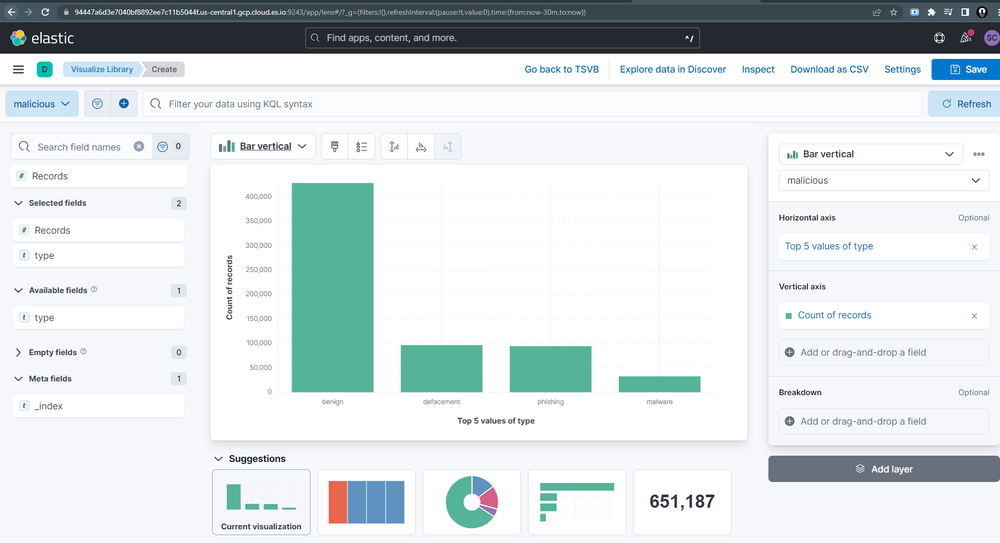 94447a6d3e7040bf8892ee7c11b5044f.us-central1.gcp.cloud.es.io:9243/app/lens#/?_g=(filters:!(),refreshInterval:(pause:!t,value:0),time:(from:now-30m,to:now))
elastic
Find apps, content, and more.
^/
SC
D
Visualize Library
Create
Go back to TSVB
Explore data in Discover
Inspect
Download as CSV
Settings
Save
malicious
Filter your data using KQL syntax
Refresh
Search field names
0
# Records
Selected fields
2
# Records
t type
Available fields
1
t type
Empty fields
0
Meta fields
1
t _index
Bar vertical
400,000
350,000
300,000
250,000
200,000
150,000
100,000
50,000
0
Count of records
benign
defacement
phishing
malware
Top 5 values of type
Suggestions
Current visualization
651,187
Bar vertical
malicious
Horizontal axis
Optional
Top 5 values of type
Vertical axis
Count of records
Add or drag-and-drop a field
Breakdown
Optional
Add or drag-and-drop a field
Add layer